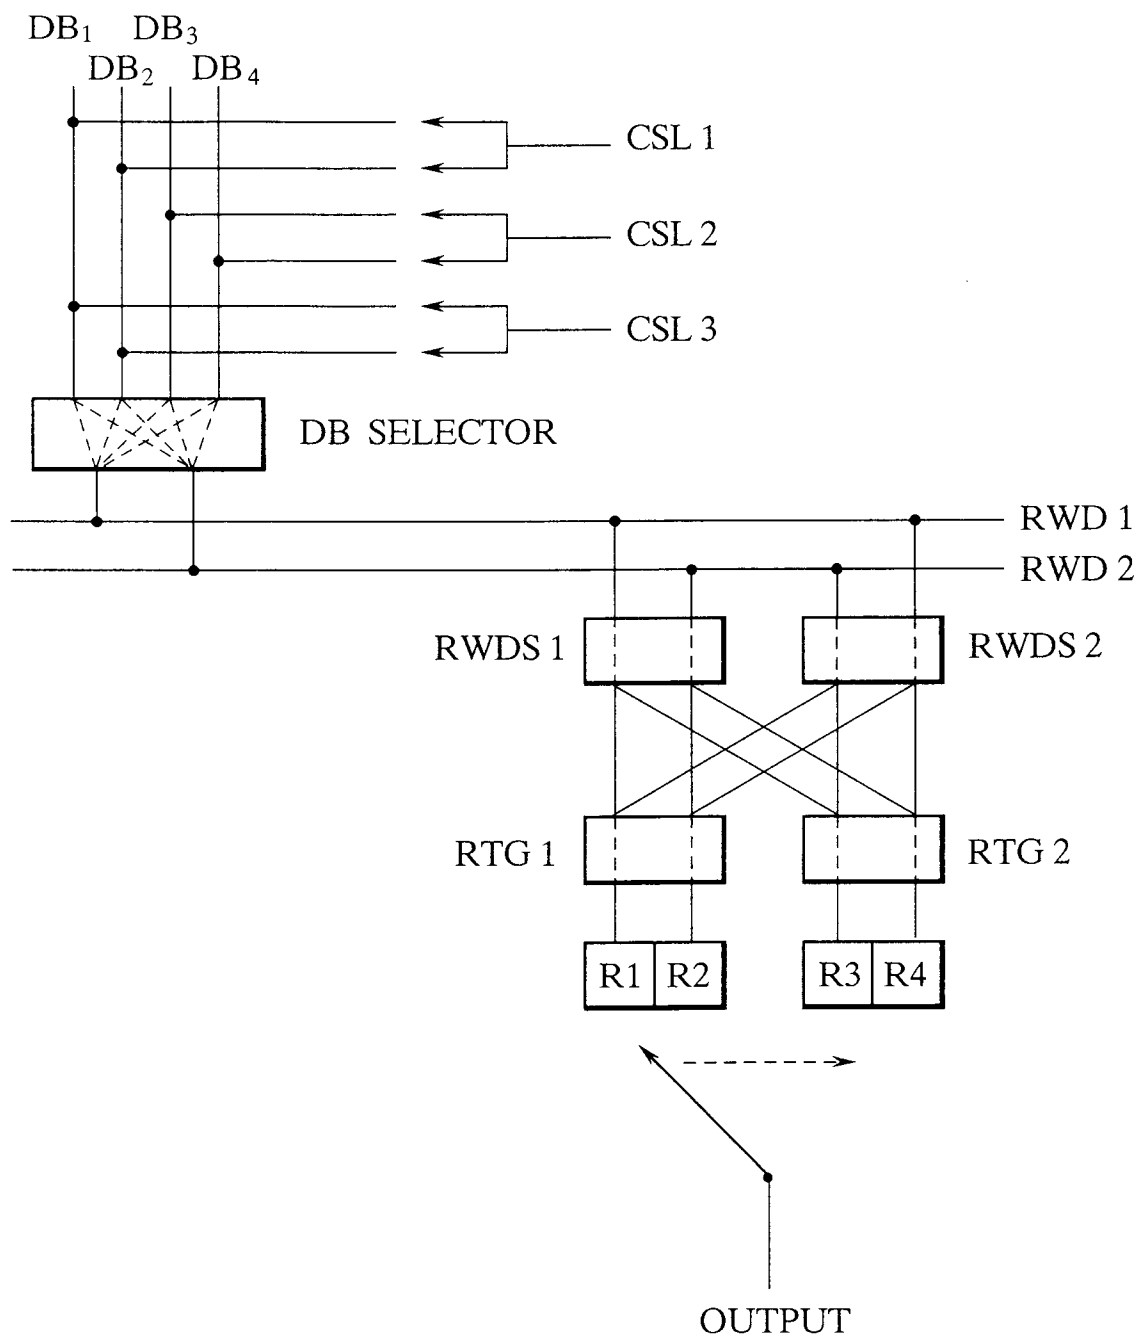 DB1 DB3
DB2 DB4
CSL 1
CSL 2
CSL 3
DB SELECTOR
RWD 1
RWD 2
RWDS 1 RWDS 2
RTG 1 RTG 2
R1 R2 R3 R4
OUTPUT